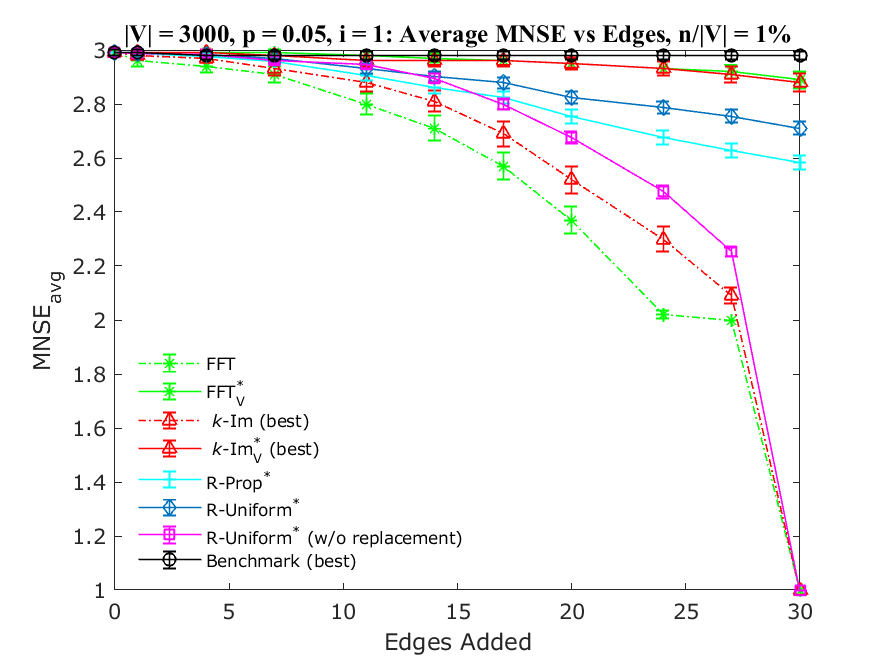 |V| = 3000, p = 0.05, i = 1: Average MNSE vs Edges, n/|V| = 1%
3
2.8
2.6
2.4
2.2
2
1.8
1.6
1.4
1.2
1
MNSE_avg
FFT
FFT*_V
k-Im (best)
k-Im*_V (best)
R-Prop*
R-Uniform*
R-Uniform* (w/o replacement)
Benchmark (best)
0 5 10 15 20 25 30
Edges Added